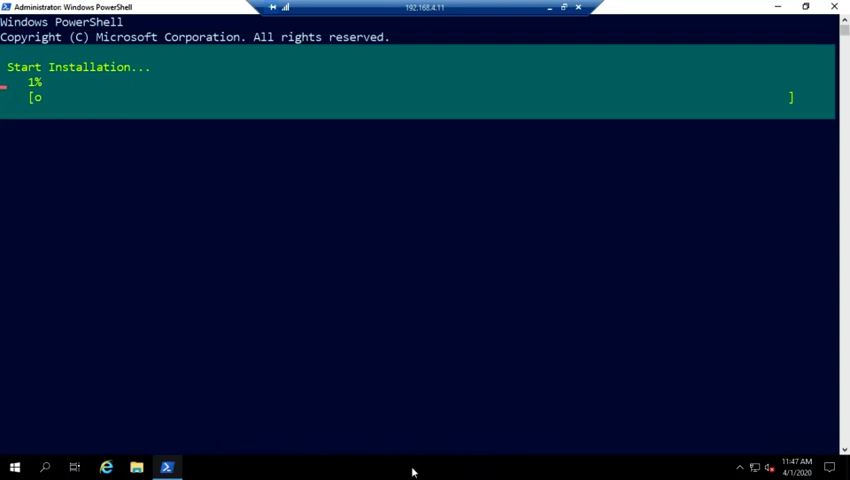 Administrator: Windows PowerShell
192.168.4.11
Windows PowerShell
Copyright (C) Microsoft Corporation. All rights reserved.
Start Installation...
1%
[o ]
11:47 AM
4/1/2020